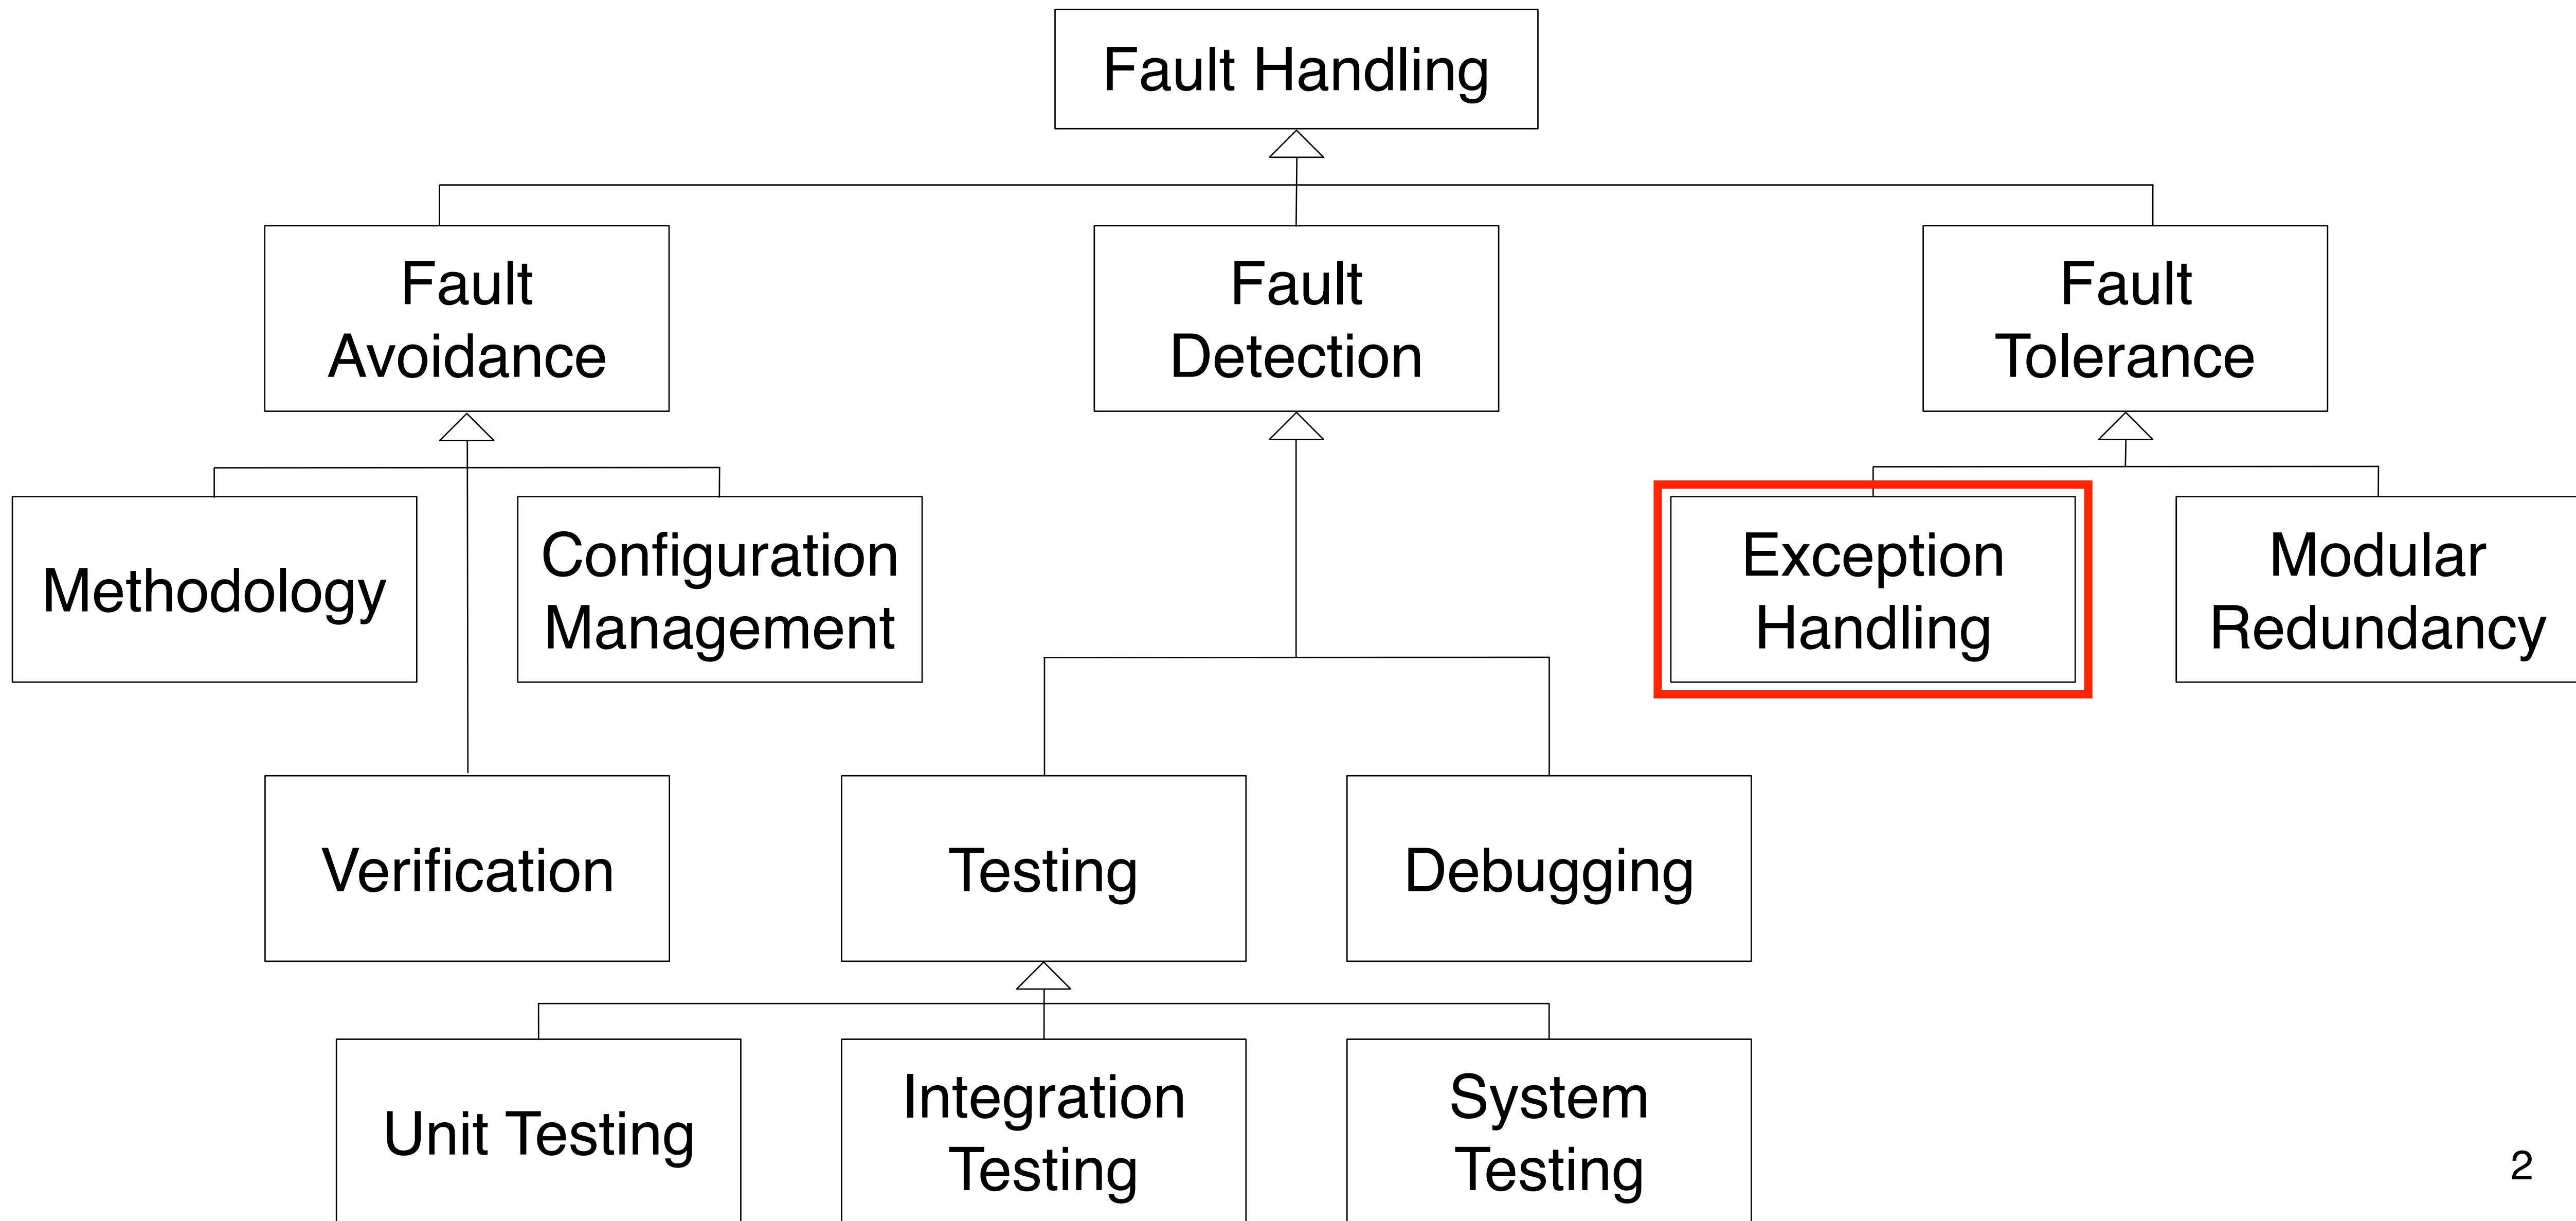 Fault Handling
Fault
Avoidance
Fault
Detection
Fault
Tolerance
Methodology
Configuration
Management
Exception
Handling
Modular
Redundancy
Verification
Testing
Debugging
Unit Testing
Integration
Testing
System
Testing
2